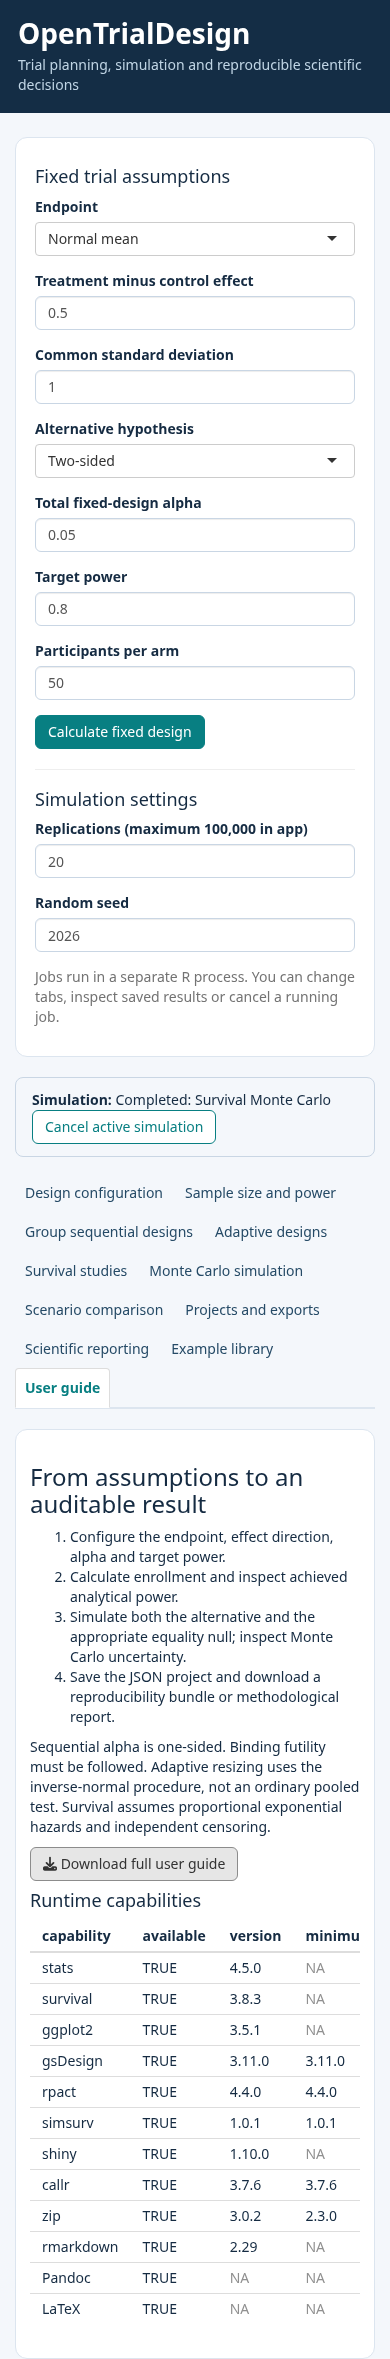 OpenTrialDesign
Trial planning, simulation and reproducible scientific
decisions
Fixed trial assumptions
Endpoint
Normal mean
Treatment minus control effect
0.5
Common standard deviation
1
Alternative hypothesis
Two-sided
Total fixed-design alpha
0.05
Target power
0.8
Participants per arm
50
Calculate fixed design
Simulation settings
Replications (maximum 100,000 in app)
20
Random seed
2026
Jobs run in a separate R process. You can change
tabs, inspect saved results or cancel a running
job.
Simulation: Completed: Survival Monte Carlo
Cancel active simulation
Design configuration Sample size and power
Group sequential designs Adaptive designs
Survival studies Monte Carlo simulation
Scenario comparison Projects and exports
Scientific reporting Example library
User guide
From assumptions to an
auditable result
1. Configure the endpoint, effect direction,
alpha and target power.
2. Calculate enrollment and inspect achieved
analytical power.
3. Simulate both the alternative and the
appropriate equality null; inspect Monte
Carlo uncertainty.
4. Save the JSON project and download a
reproducibility bundle or methodological
report.
Sequential alpha is one-sided. Binding futility
must be followed. Adaptive resizing uses the
inverse-normal procedure, not an ordinary pooled
test. Survival assumes proportional exponential
hazards and independent censoring.
Download full user guide
Runtime capabilities
capability available version minimu
stats TRUE 4.5.0 NA
survival TRUE 3.8.3 NA
ggplot2 TRUE 3.5.1 NA
gsDesign TRUE 3.11.0 3.11.0
rpact TRUE 4.4.0 4.4.0
simsurv TRUE 1.0.1 1.0.1
shiny TRUE 1.10.0 NA
callr TRUE 3.7.6 3.7.6
zip TRUE 3.0.2 2.3.0
rmarkdown TRUE 2.29 NA
Pandoc TRUE NA NA
LaTeX TRUE NA NA